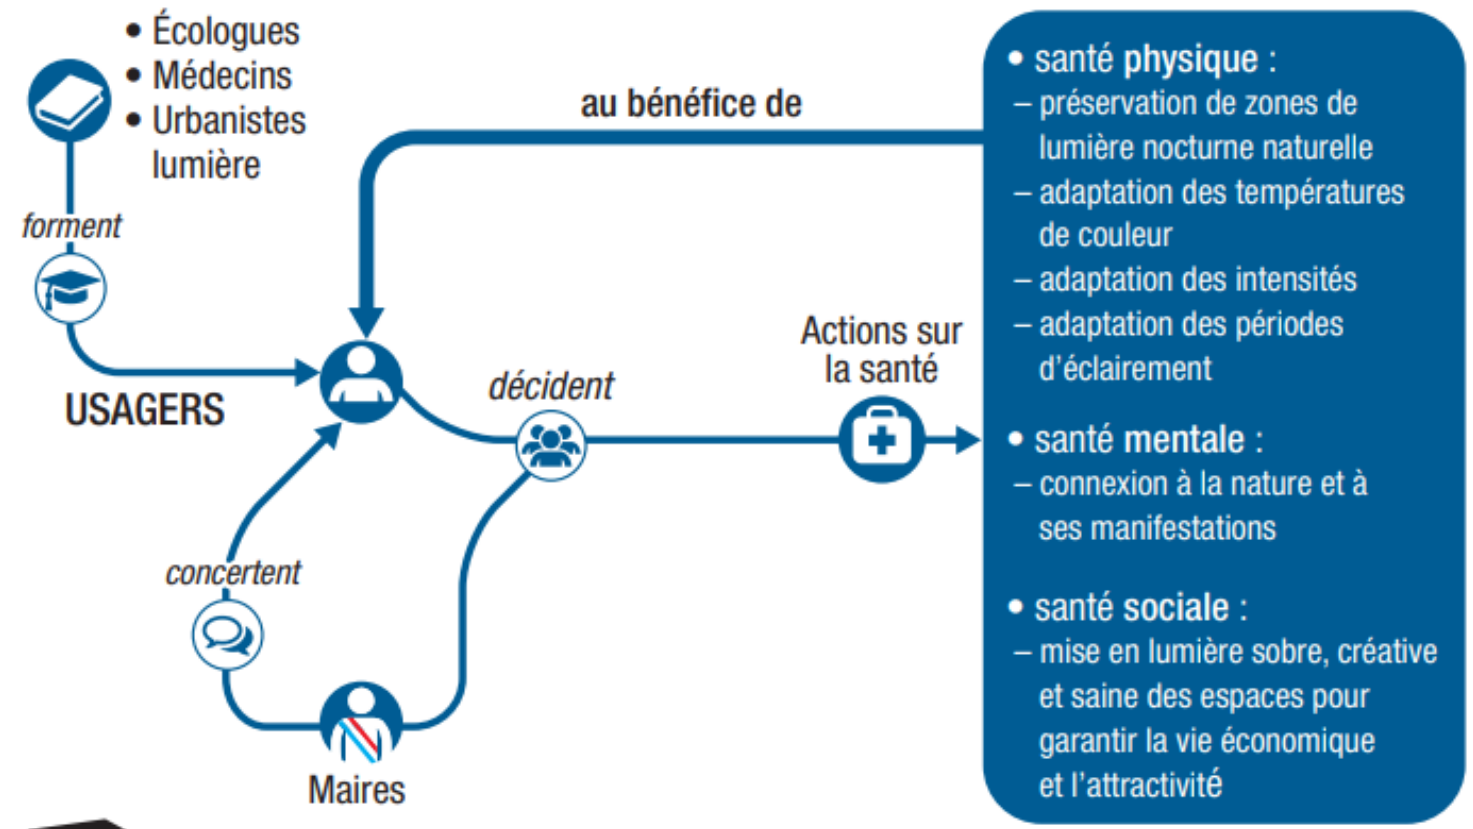 • Écologues
• Médecins
• Urbanistes
lumière
forment
USAGERS
au bénéfice de
décident
concertent
Maires
Actions sur
la santé
• santé physique :
– préservation de zones de
lumière nocturne naturelle
– adaptation des températures
de couleur
– adaptation des intensités
– adaptation des périodes
d’éclairement
• santé mentale :
– connexion à la nature et à
ses manifestations
• santé sociale :
– mise en lumière sobre, créative
et saine des espaces pour
garantir la vie économique
et l’attractivité